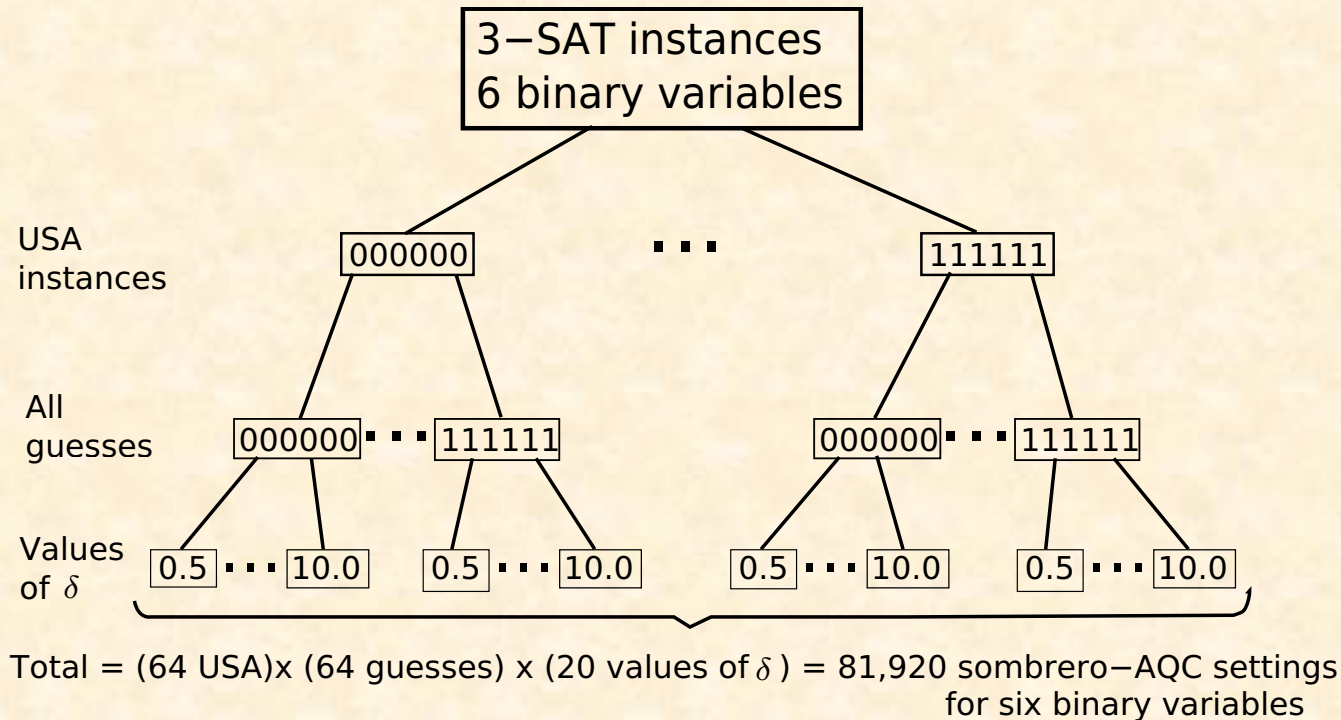 3−SAT instances
6 binary variables
USA
instances
000000 ... 111111
All
guesses
000000 ... 111111 000000 ... 111111
Values
of δ
0.5 ... 10.0 0.5 ... 10.0 0.5 ... 10.0 0.5 ... 10.0
Total = (64 USA)x (64 guesses) x (20 values of δ ) = 81,920 sombrero−AQC settings
for six binary variables